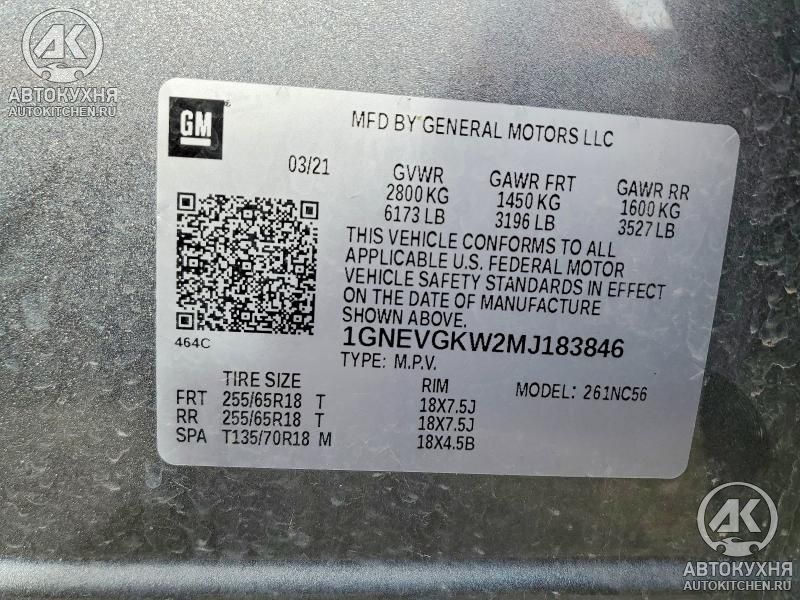 АК
АВТОКУХНЯ
AUTOKITCHEN.RU
GM
MFD BY GENERAL MOTORS LLC
03/21
GVWR GAWR FRT GAWR RR
2800 KG 1450 KG 1600 KG
6173 LB 3196 LB 3527 LB
THIS VEHICLE CONFORMS TO ALL
APPLICABLE U.S. FEDERAL MOTOR
VEHICLE SAFETY STANDARDS IN EFFECT
ON THE DATE OF MANUFACTURE
SHOWN ABOVE.
464C
1GNEVGKW2MJ183846
TYPE: M.P.V.
TIRE SIZE RIM MODEL: 261NC56
FRT 255/65R18 T 18X7.5J
RR 255/65R18 T 18X7.5J
SPA T135/70R18 M 18X4.5B
АК
АВТОКУХНЯ
AUTOKITCHEN.RU